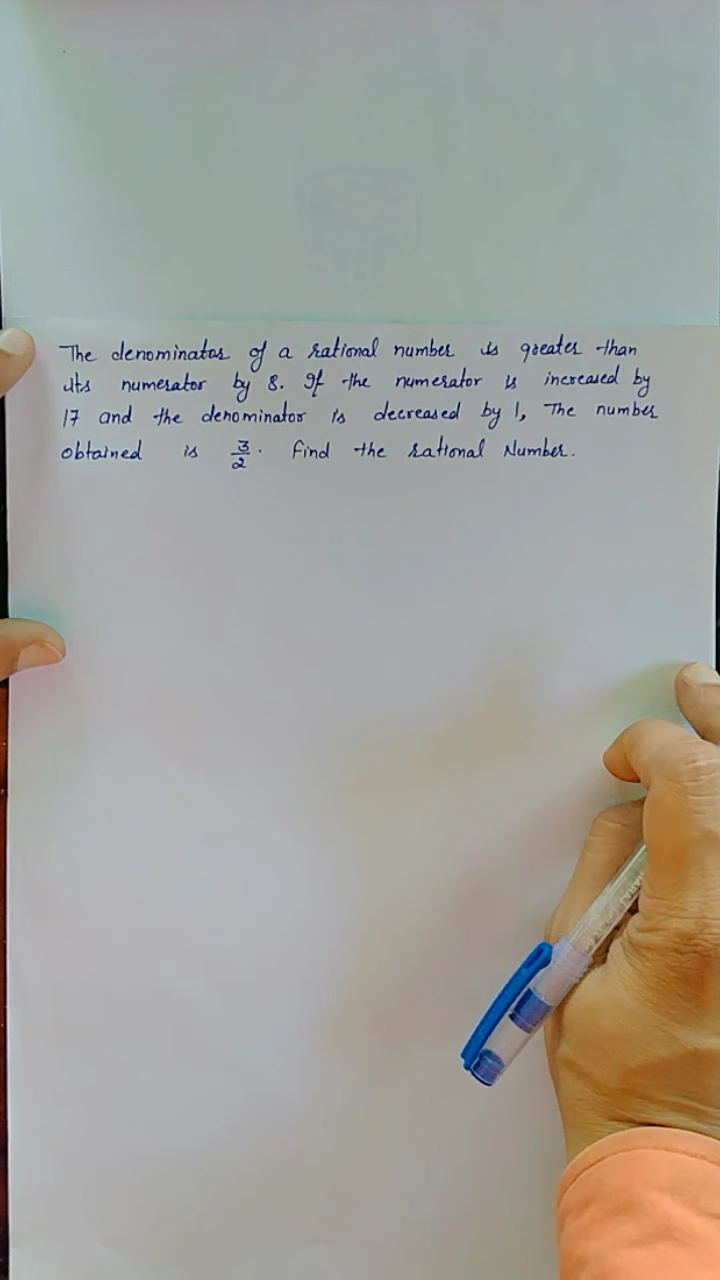 The denominator of a rational number is greater than
its numerator by 8. If the numerator is increased by
17 and the denominator is decreased by 1, The number
obtained is 3/2. Find the rational Number.